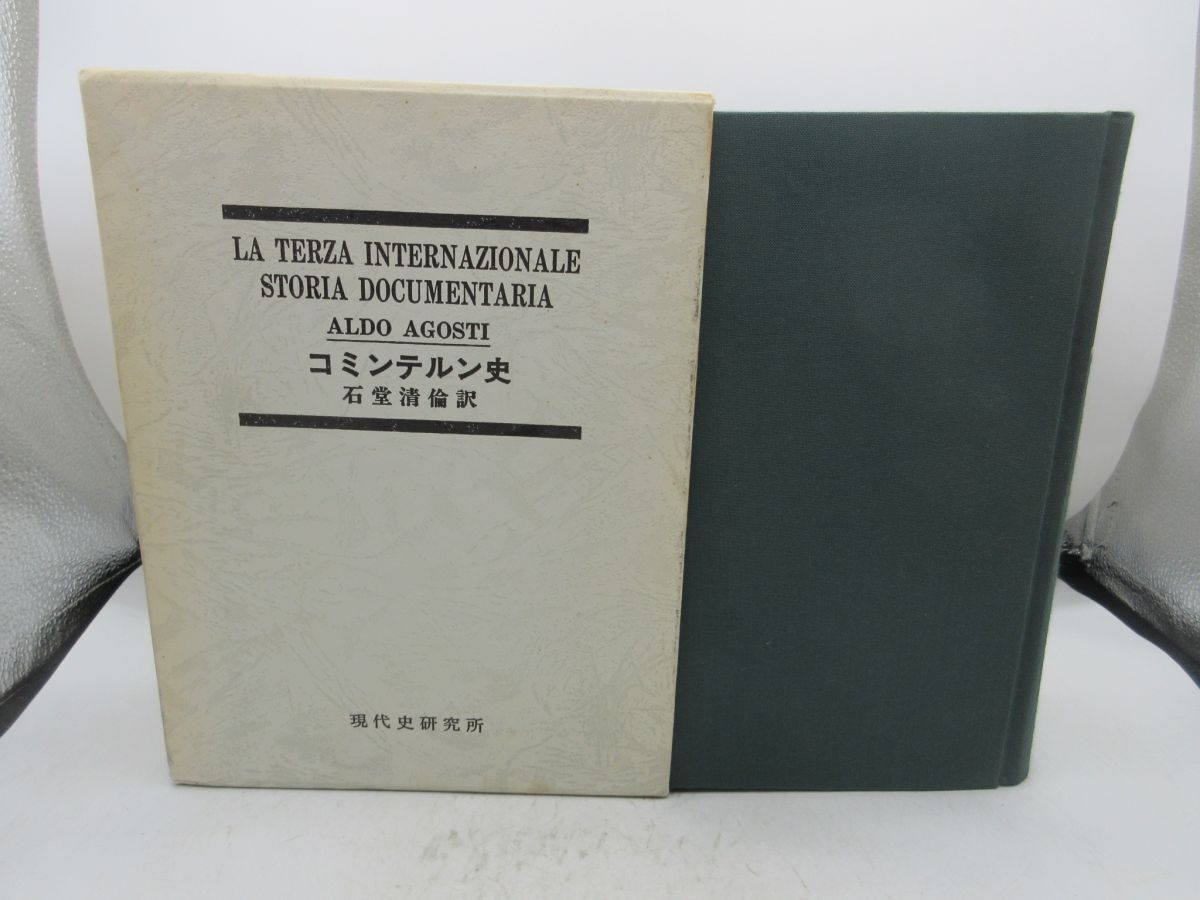 LA TERZA INTERNAZIONALE
STORIA DOCUMENTARIA
ALDO AGOSTI
コミンテルン史
石堂清倫訳
現代史研究所